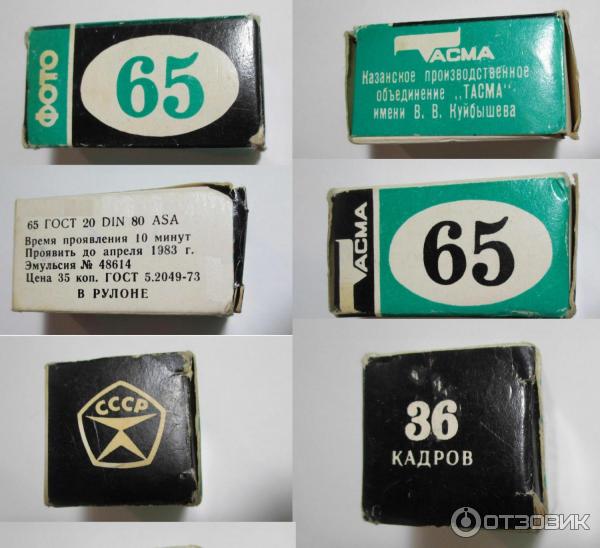 ФОТО
65
ТАСМА
Казанское производственное
объединение „ТАСМА"
имени В. В. Куйбышева
65 ГОСТ 20 DIN 80 ASA
Время проявления 10 минут
Проявить до апреля 1983 г.
Эмульсия № 48614
Цена 35 коп. ГОСТ 5.2049-73
В РУЛОНЕ
ТАСМА
65
СССР
36
КАДРОВ
ОТЗОВИК